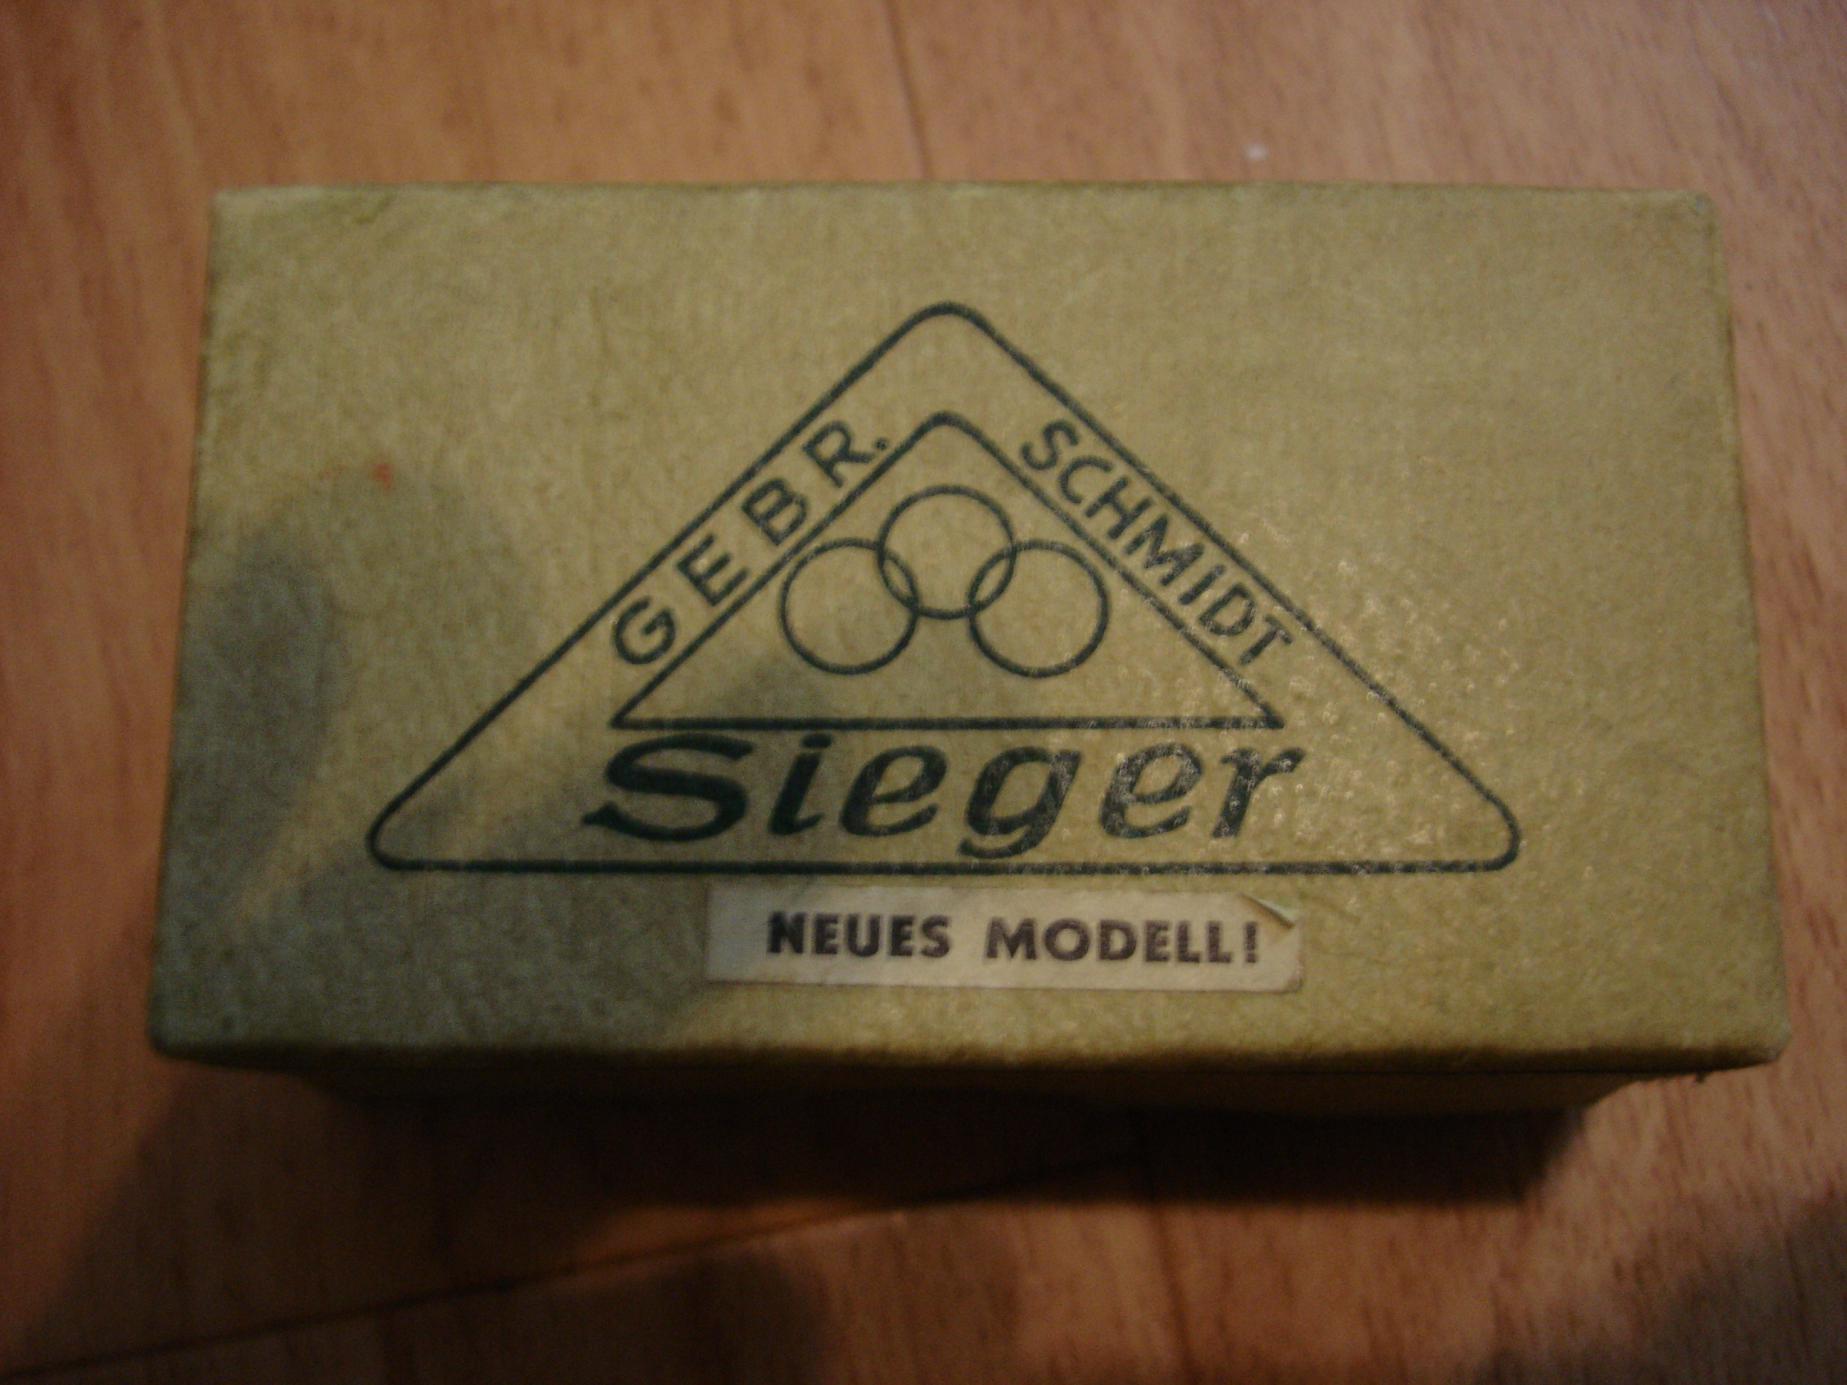 GEBR. SCHMIDT
Sieger
NEUES MODELL!